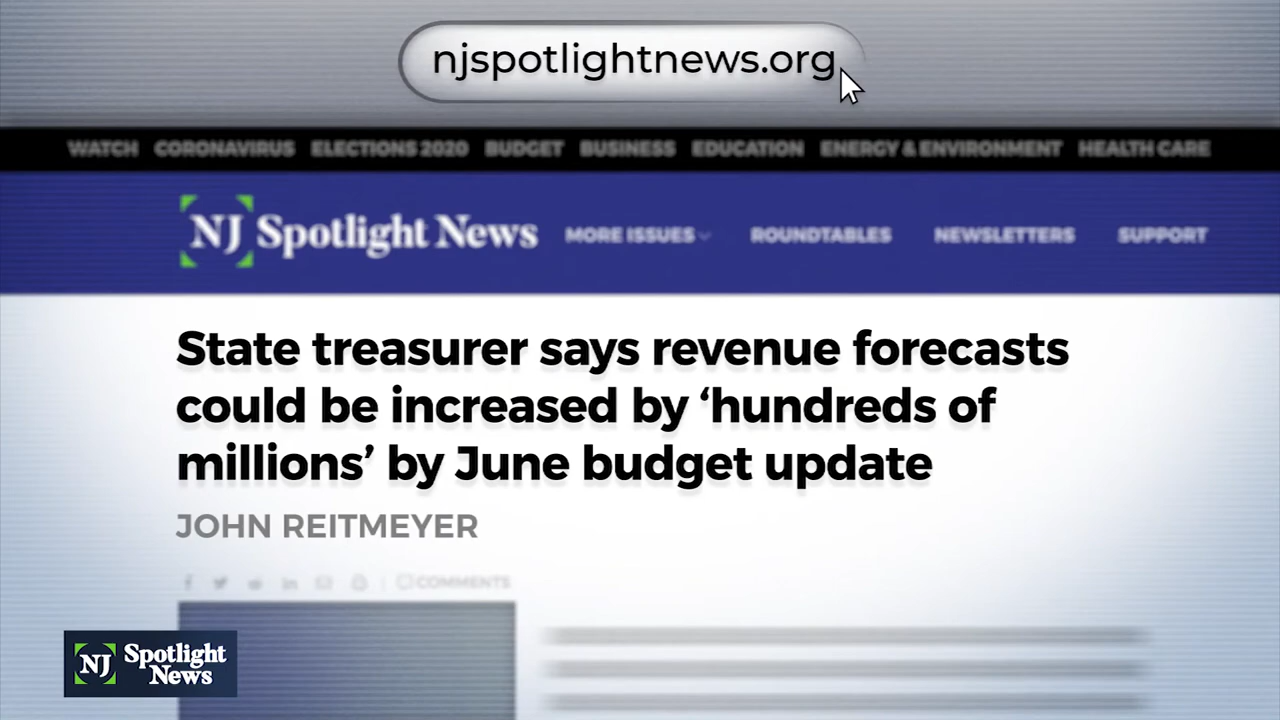 njspotlightnews.org
WATCH CORONAVIRUS ELECTIONS 2020 BUDGET BUSINESS EDUCATION ENERGY & ENVIRONMENT HEALTH CARE
NJ Spotlight News MORE ISSUES ROUNDTABLES NEWSLETTERS SUPPORT
State treasurer says revenue forecasts
could be increased by ‘hundreds of
millions’ by June budget update
JOHN REITMEYER
COMMENTS
NJ Spotlight
News